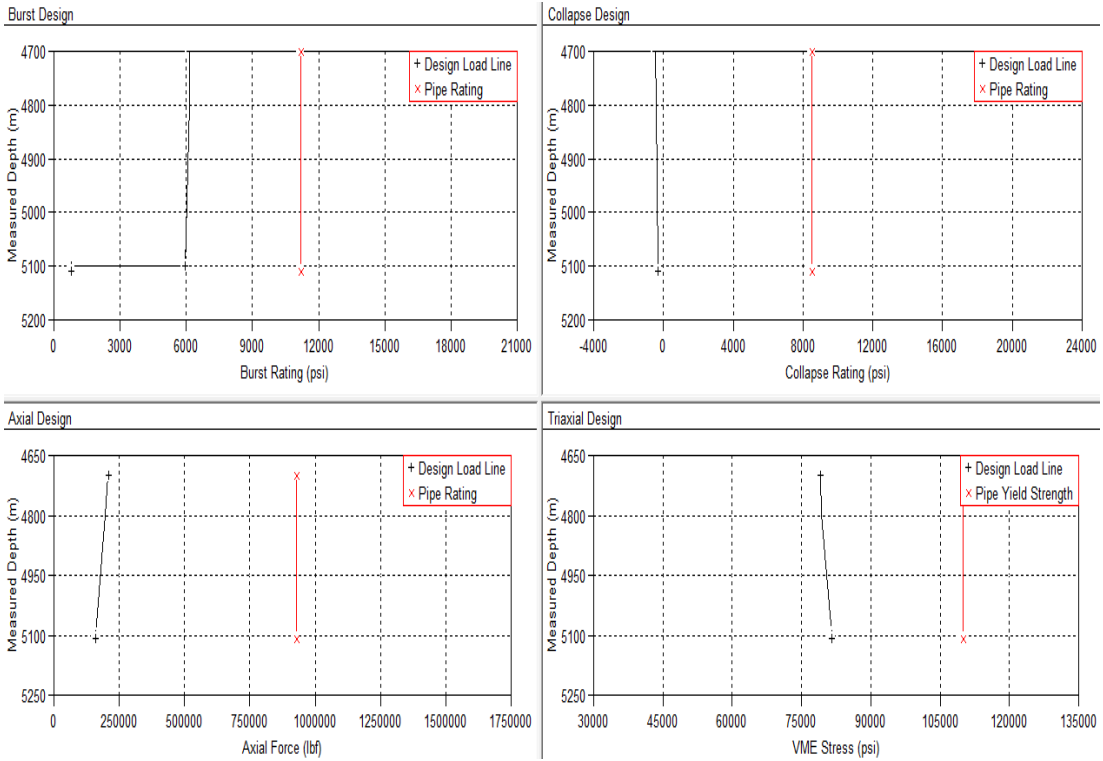 Burst Design
Measured Depth (m)
4700
4800
4900
5000
5100
5200
+ Design Load Line
× Pipe Rating
0 3000 6000 9000 12000 15000 18000 21000
Burst Rating (psi)
Collapse Design
Measured Depth (m)
4700
4800
4900
5000
5100
5200
+ Design Load Line
× Pipe Rating
-4000 0 4000 8000 12000 16000 20000 24000
Collapse Rating (psi)
Axial Design
Measured Depth (m)
4650
4800
4950
5100
5250
+ Design Load Line
× Pipe Rating
0 250000 500000 750000 1000000 1250000 1500000 1750000
Axial Force (lbf)
Triaxial Design
Measured Depth (m)
4650
4800
4950
5100
5250
+ Design Load Line
× Pipe Yield Strength
30000 45000 60000 75000 90000 105000 120000 135000
VME Stress (psi)